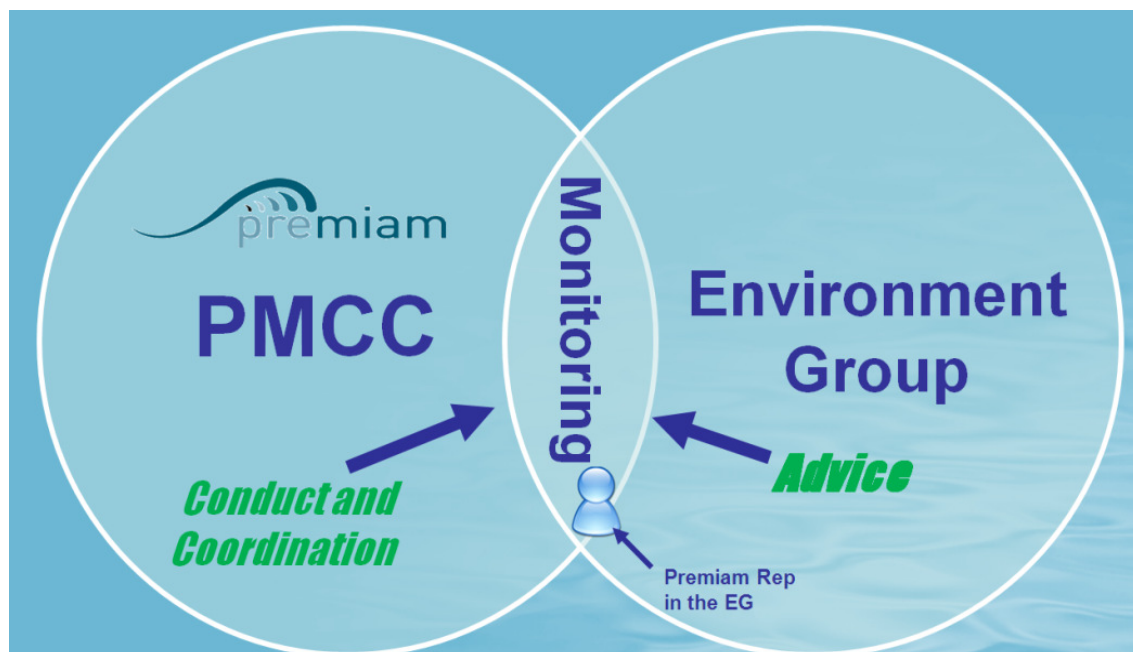 premiam
PMCC
Conduct and
Coordination
Monitoring
Environment
Group
Advice
Premiam Rep
in the EG